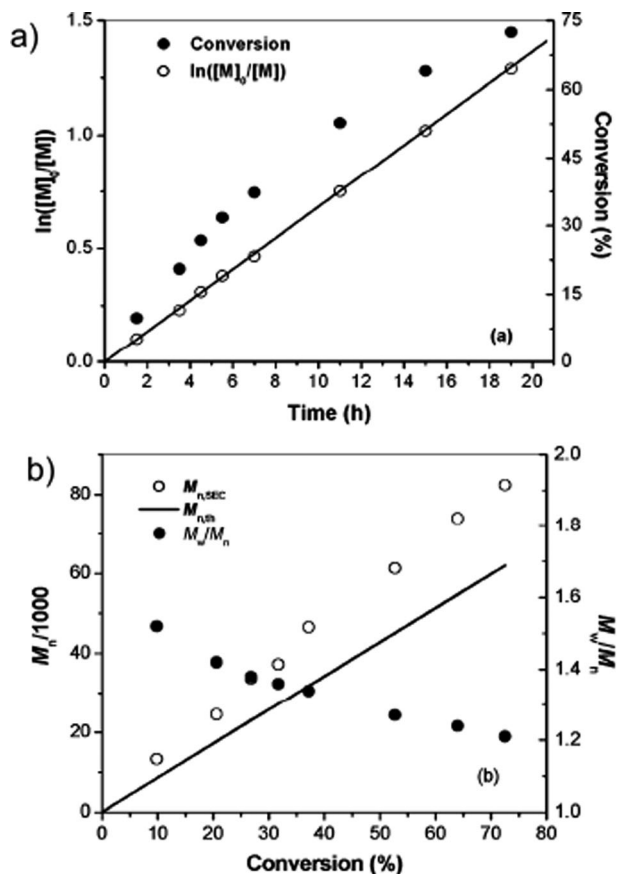 a)
1.5
1.0
0.5
0.0
ln([M]₀/[M])
Conversion
ln([M]₀/[M])
75
60
45
30
15
0
Conversion (%)
(a)
0 2 4 6 8 10 12 14 16 18 20
Time (h)
b)
80
60
40
20
0
Mₙ/1000
Mₙ,SEC
Mₙ,th
M_w/Mₙ
2.0
1.8
1.6
1.4
1.2
1.0
M_w/Mₙ
(b)
0 10 20 30 40 50 60 70 80
Conversion (%)